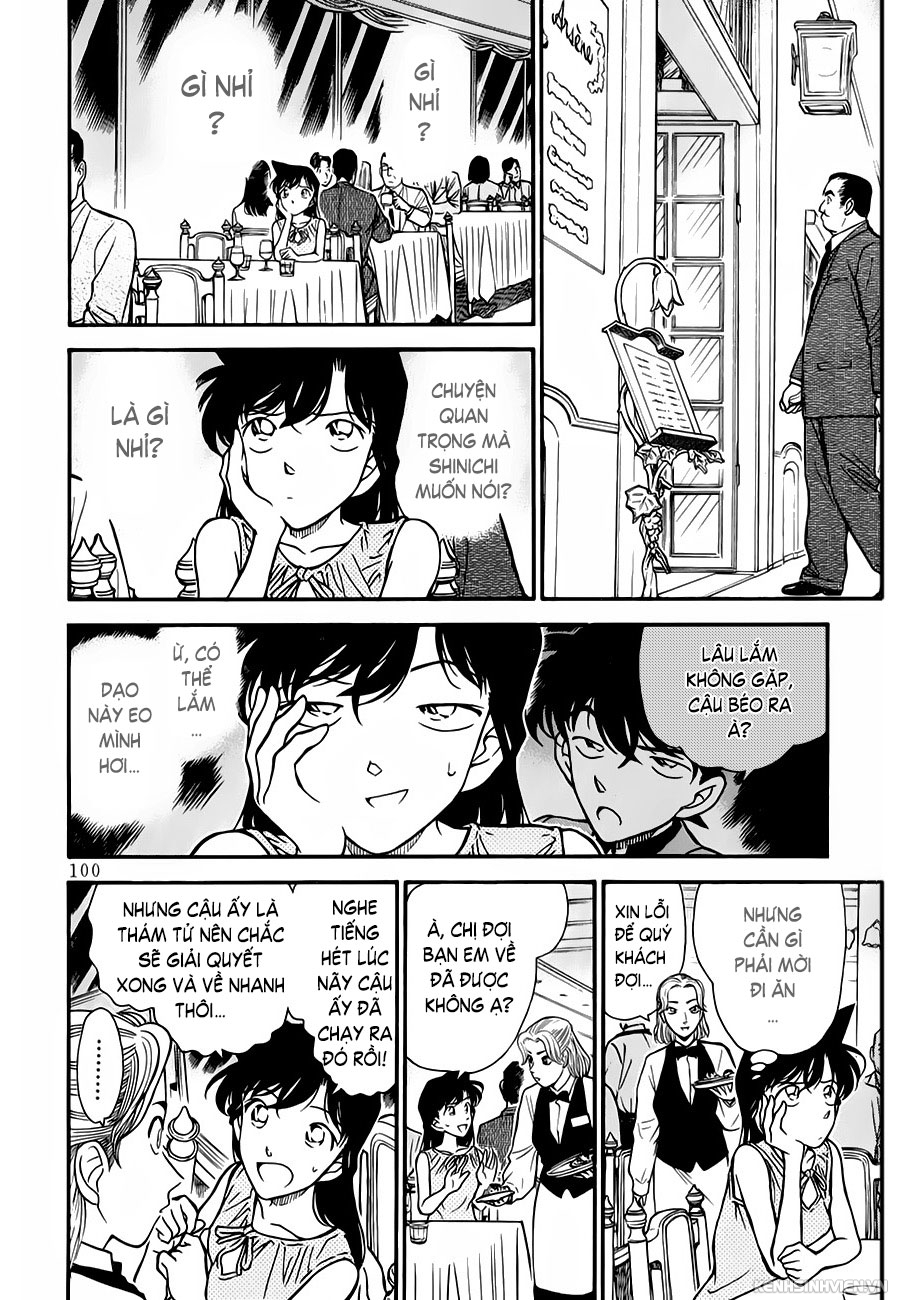 GÌ
NHỈ
?
GÌ NHỈ
?
CHUYỆN
QUAN
TRỌNG MÀ
SHINICHI
MUỐN NÓI?
LÀ GÌ
NHỈ?
LÂU LẮM
KHÔNG GẶP,
CẬU BÉO RA
À?
Ừ, CÓ
THỂ
LẮM ...
DẠO
NÀY EO
MÌNH
HƠI...
100
NHƯNG
CẦN GÌ
PHẢI MỜI
ĐI ĂN
...
XIN LỖI
ĐỂ QUÝ
KHÁCH
ĐỢI...
À, CHỊ ĐỢI
BẠN EM VỀ
ĐÃ ĐƯỢC
KHÔNG Ạ?
NGHE
TIẾNG
HÉT LÚC
NÃY CẬU
ẤY ĐÃ
CHẠY RA
ĐÓ RỒI!
NHƯNG CẬU ẤY LÀ
THÁM TỬ NÊN CHẮC
SẼ GIẢI QUYẾT
XONG VÀ VỀ NHANH
THÔI...
........
KENHSINHVIEN.VN